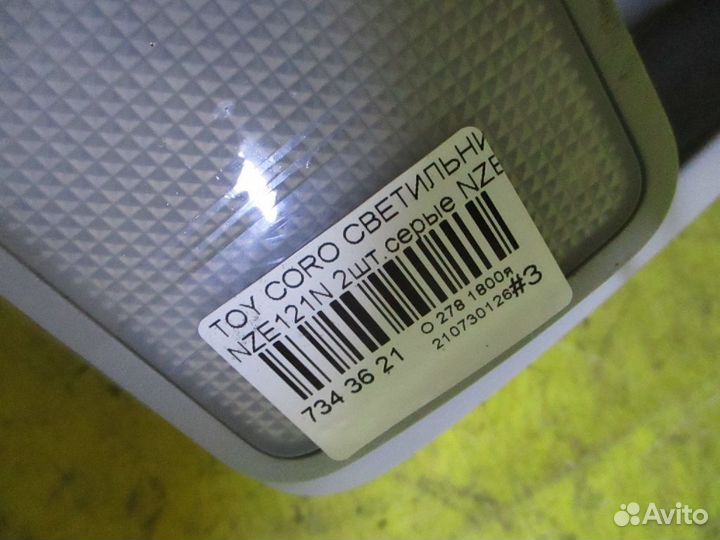 TOY CORO СВЕТИЛЬНИ
NZE121N 2шт.серые NZE
734 36 21
O 278 1800я
210730126#3
Avito